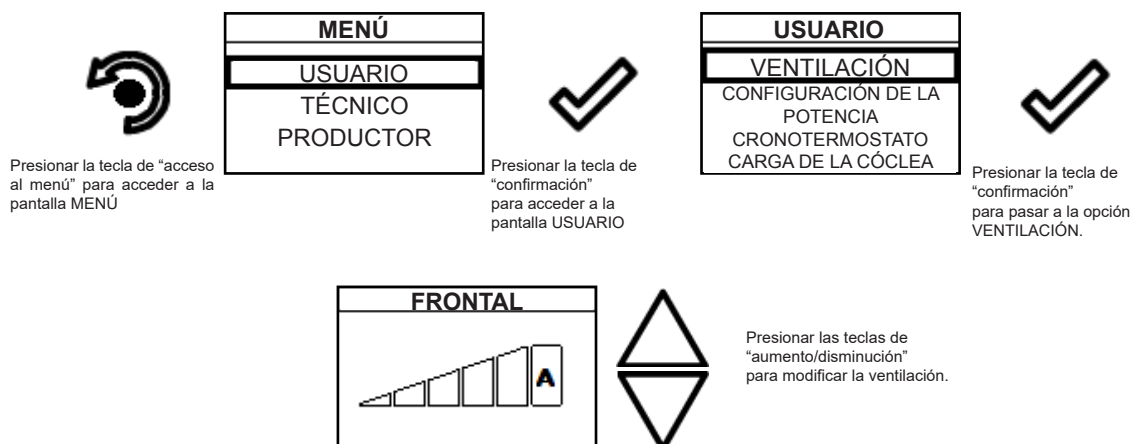 MENÚ
USUARIO
TÉCNICO
PRODUCTOR
Presionar la tecla de “acceso
al menú” para acceder a la
pantalla MENÚ
Presionar la tecla de
“confirmación”
para acceder a la
pantalla USUARIO
USUARIO
VENTILACIÓN
CONFIGURACIÓN DE LA
POTENCIA
CRONOTERMOSTATO
CARGA DE LA CÓCLEA
Presionar la tecla de
“confirmación”
para pasar a la opción
VENTILACIÓN.
FRONTAL
A
Presionar las teclas de
“aumento/disminución”
para modificar la ventilación.